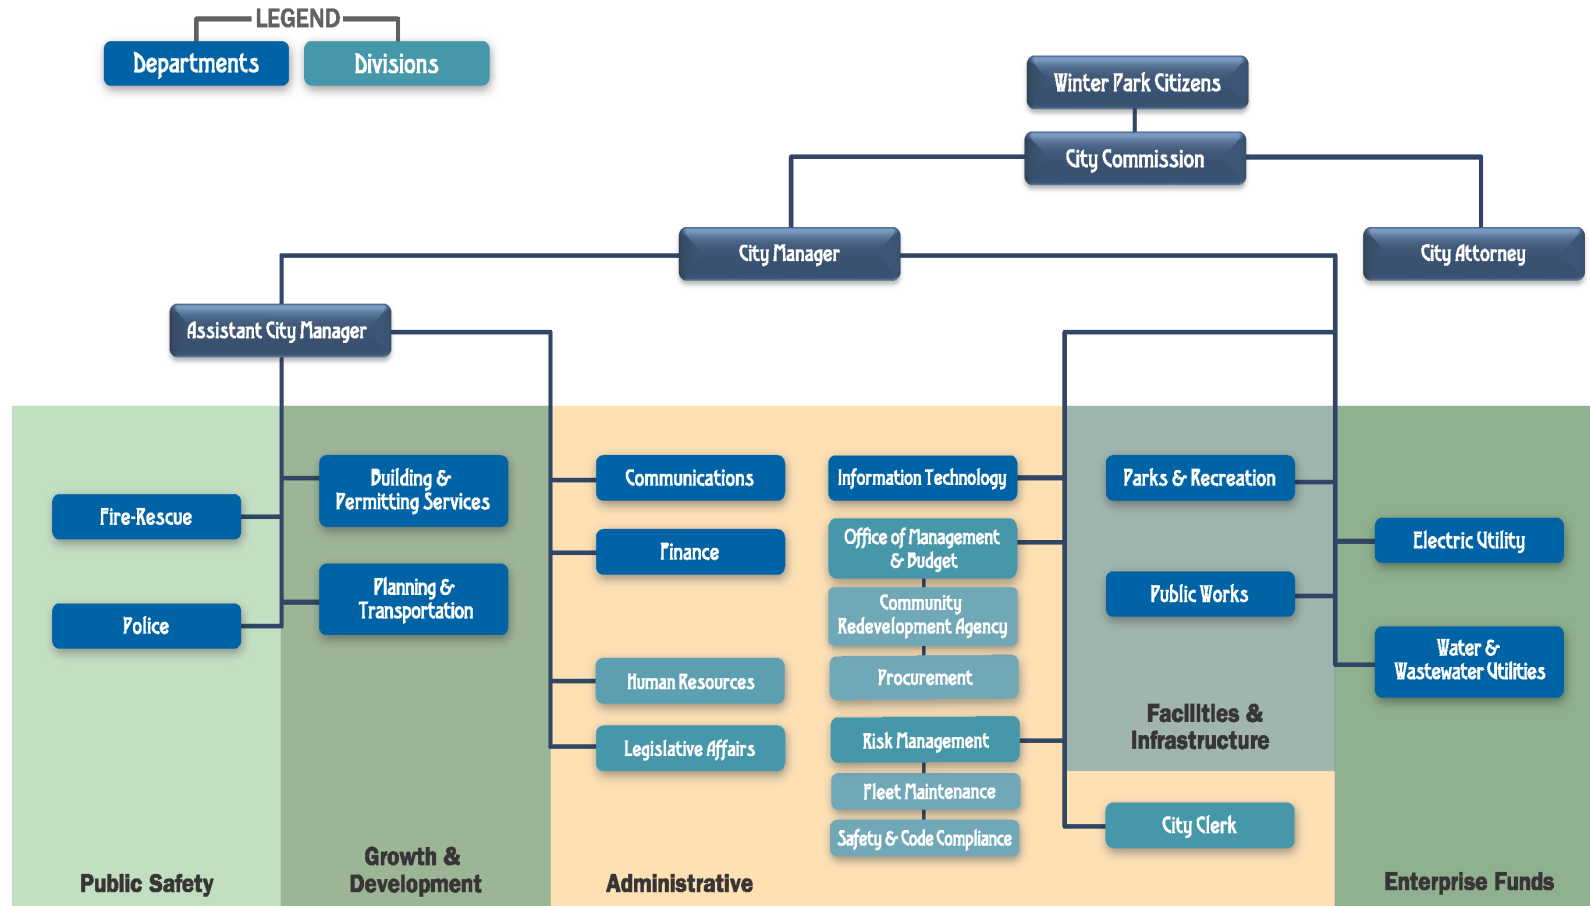 LEGEND
Departments
Divisions
Winter Park Citizens
City Commission
City Manager
City Attorney
Assistant City Manager
Fire-Rescue
Police
Public Safety
Building &
Permitting Services
Planning &
Transportation
Growth &
Development
Communications
Finance
Human Resources
Legislative Affairs
Administrative
Information Technology
Office of Management
& Budget
Community
Redevelopment Agency
Procurement
Risk Management
Fleet Maintenance
Safety & Code Compliance
Parks & Recreation
Public Works
Facilities &
Infrastructure
City Clerk
Electric Utility
Water &
Wastewater Utilities
Enterprise Funds